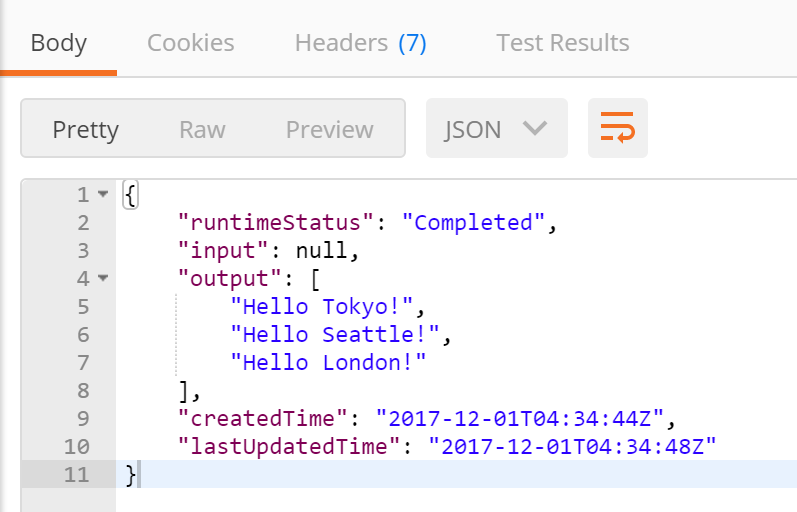 Body Cookies Headers (7) Test Results
Pretty Raw Preview JSON
1 {
2 "runtimeStatus": "Completed",
3 "input": null,
4 "output": [
5 "Hello Tokyo!",
6 "Hello Seattle!",
7 "Hello London!"
8 ],
9 "createdTime": "2017-12-01T04:34:44Z",
10 "lastUpdatedTime": "2017-12-01T04:34:48Z"
11 }